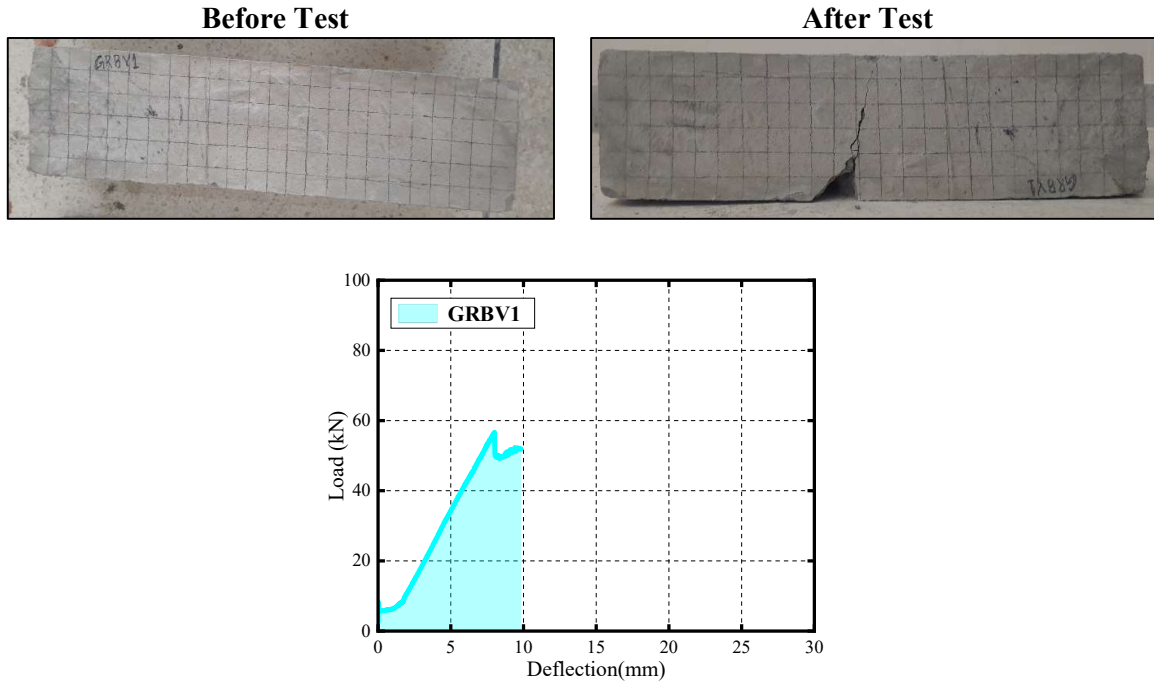 Before Test
After Test
GRBV1
GRBV1
100
80
60
40
20
0
Load (kN)
GRBV1
0 5 10 15 20 25 30
Deflection(mm)